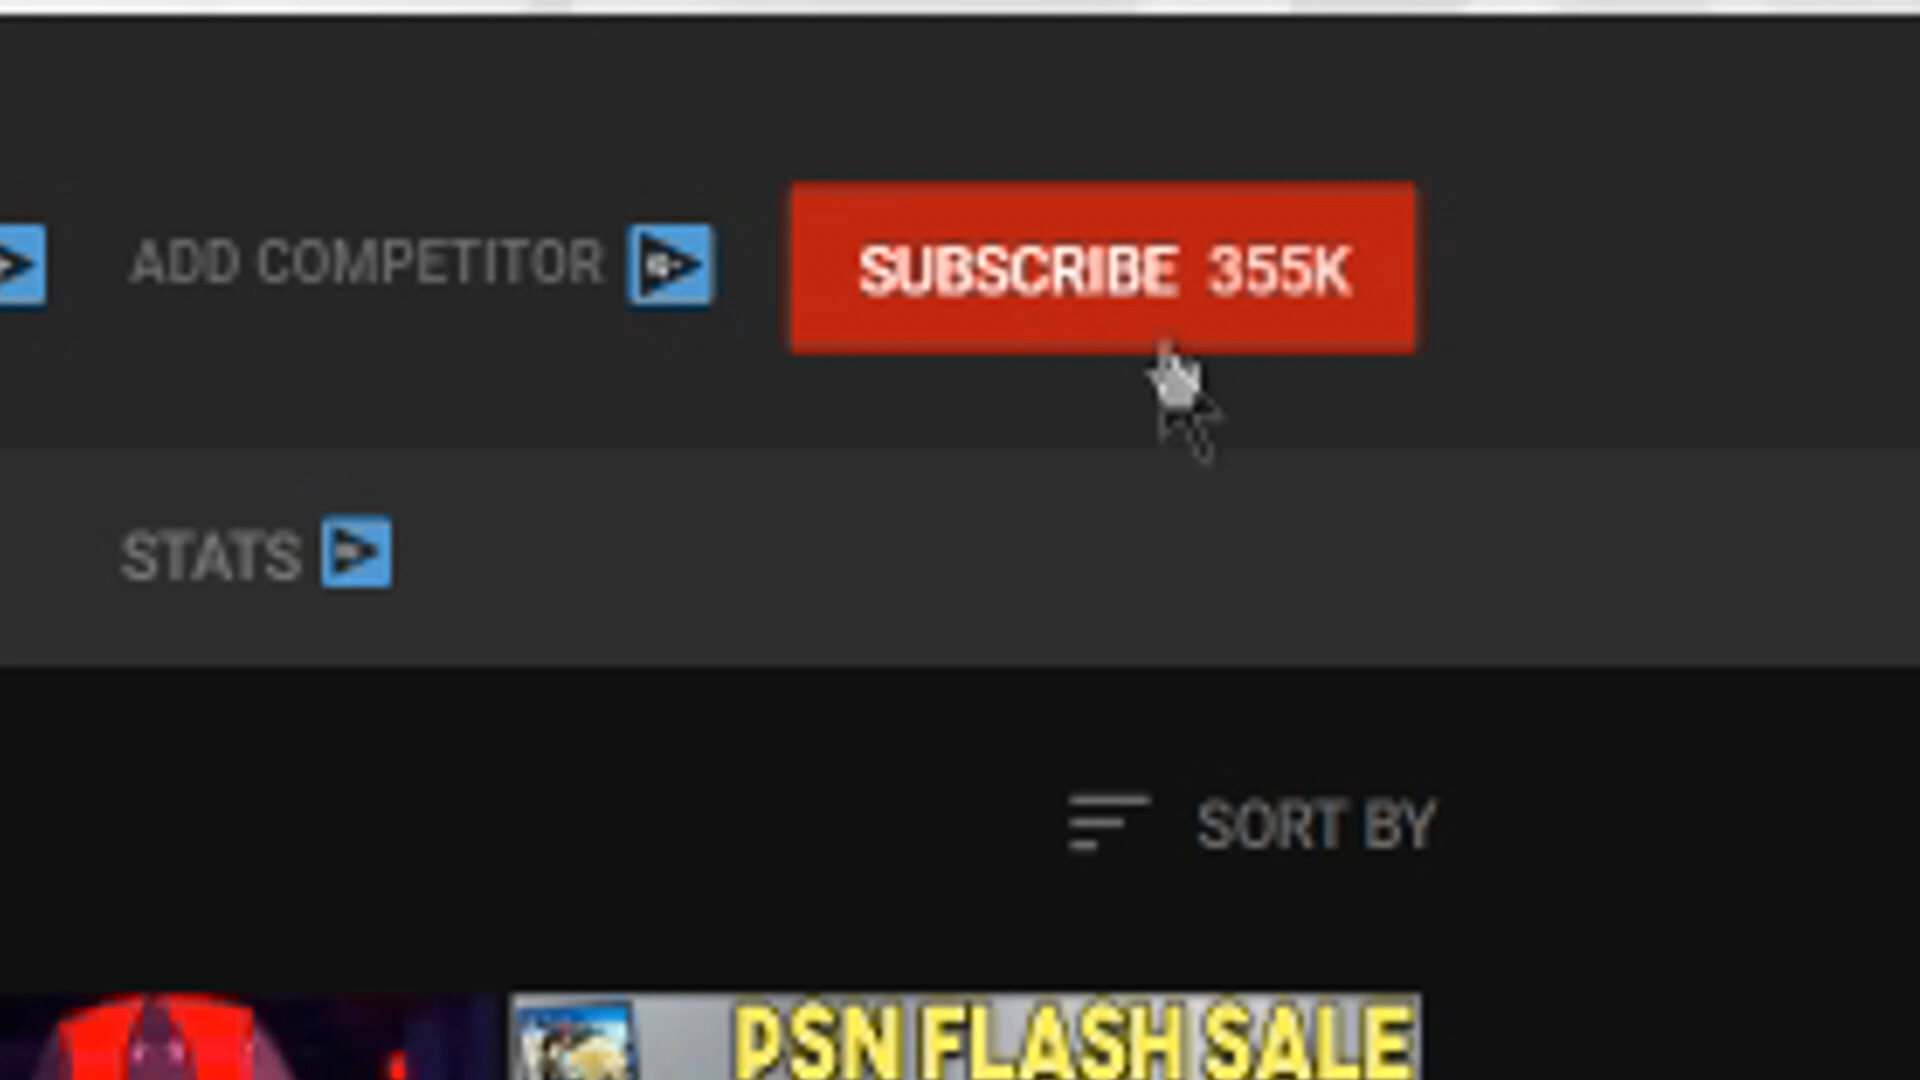 ADD COMPETITOR
SUBSCRIBE 355K
STATS
SORT BY
PSN FLASH SALE